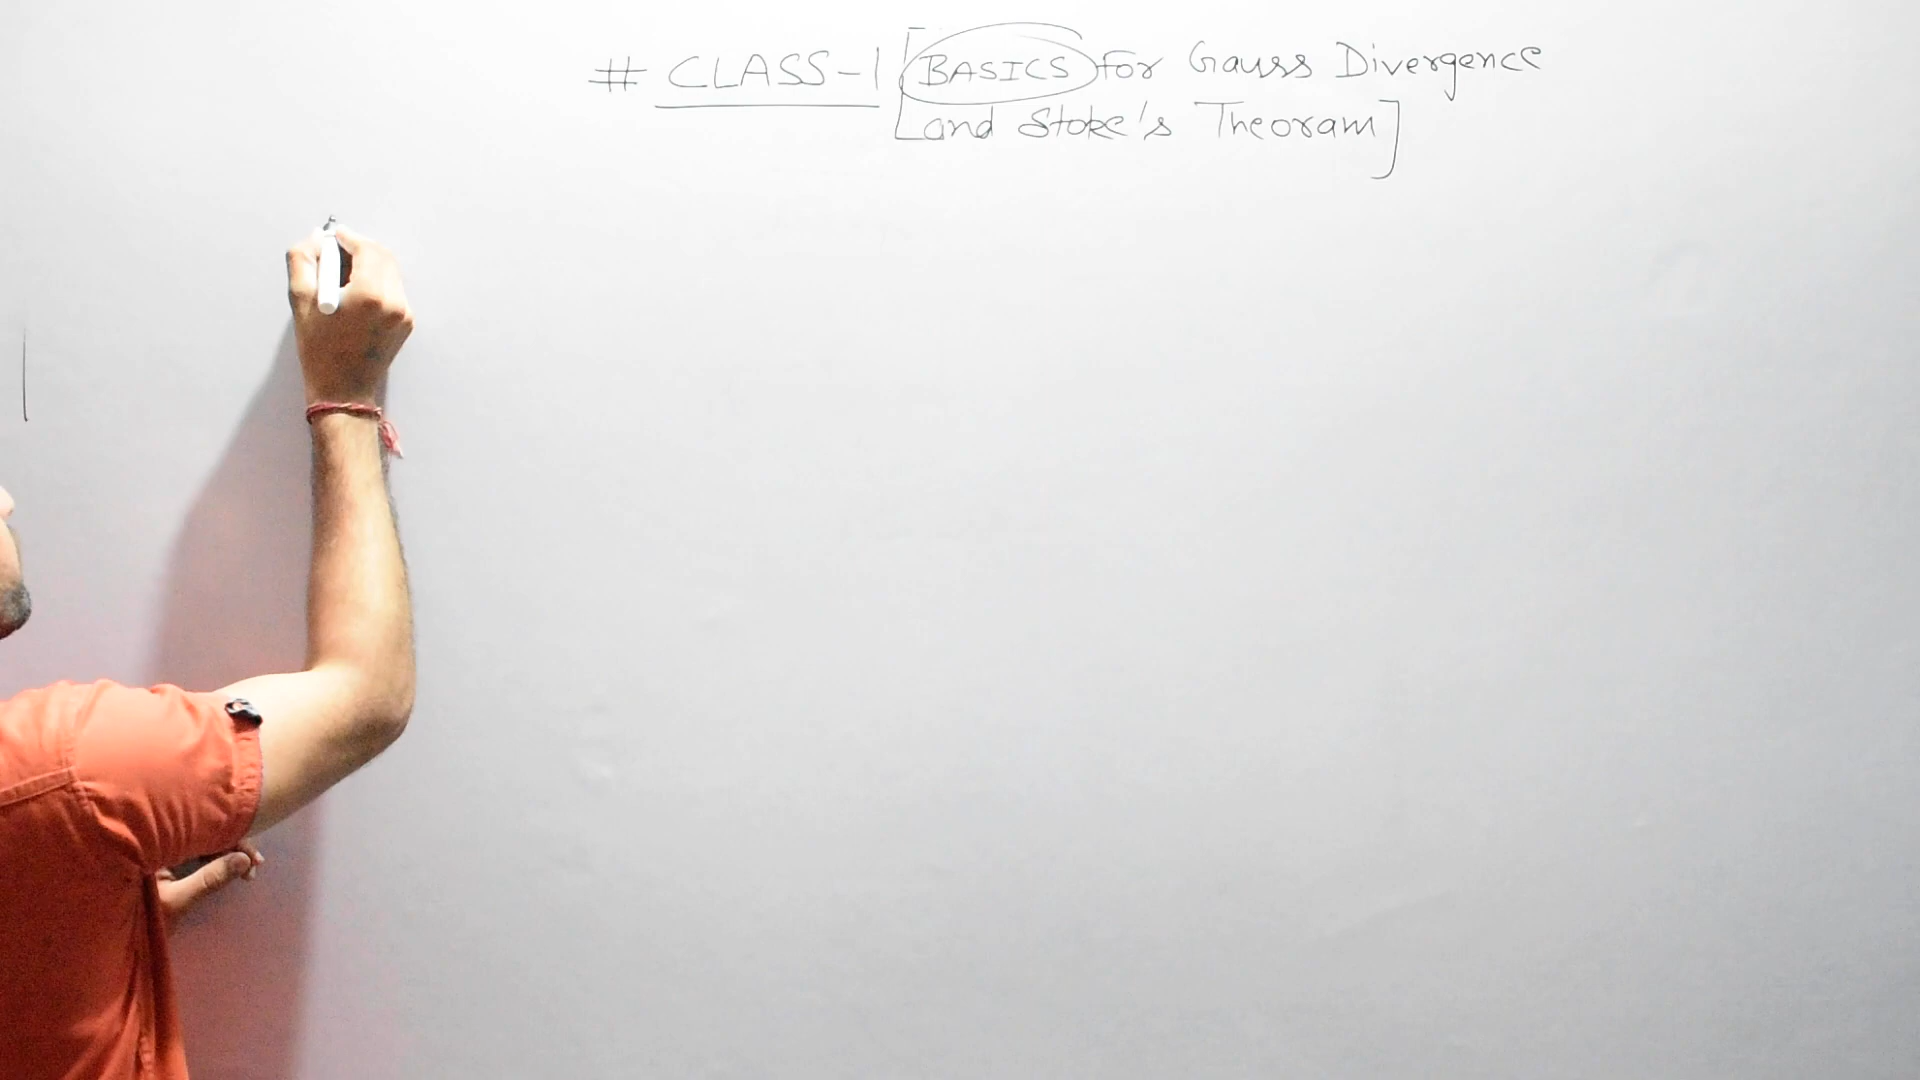 # CLASS-1 [BASICS for Gauss Divergence
and Stoke's Theoram]